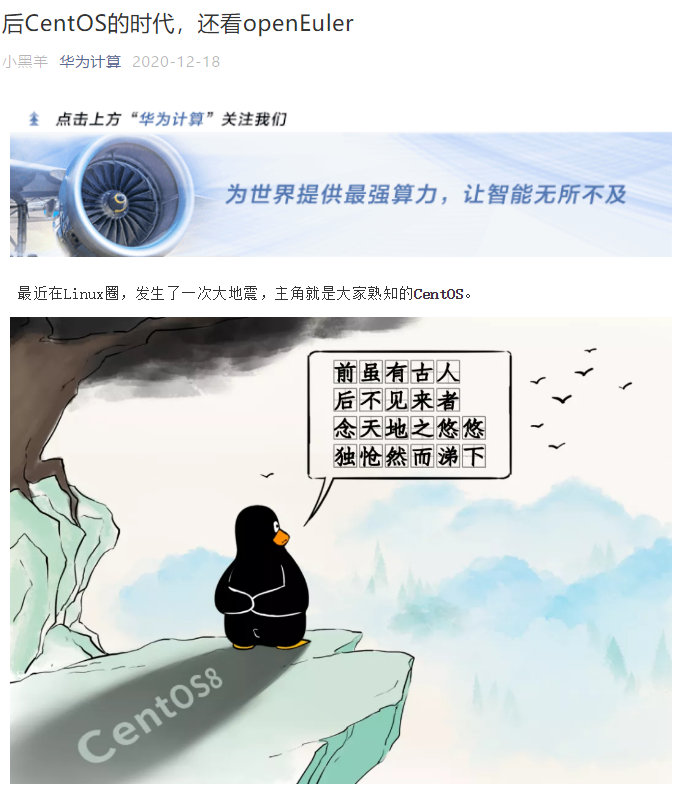 后CentOS的时代，还看openEuler
小黑羊 华为计算 2020-12-18
点击上方“华为计算”关注我们
为世界提供最强算力，让智能无所不及
最近在Linux圈，发生了一次大地震，主角就是大家熟知的CentOS。
前虽有古人
后不见来者
念天地之悠悠
独怆然而涕下
CentOS8